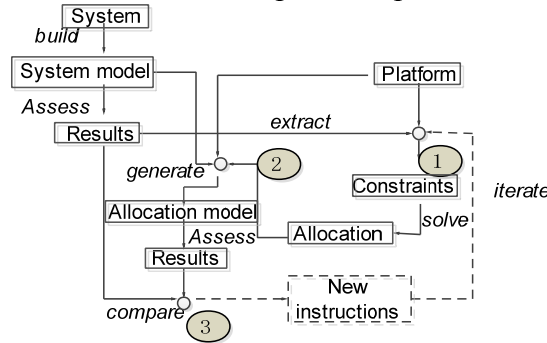 System
build
System model
Platform
Assess
Results
extract
generate
2
1
Constraints
iterate
Allocation model
solve
Assess
Allocation
Results
New
instructions
compare
3